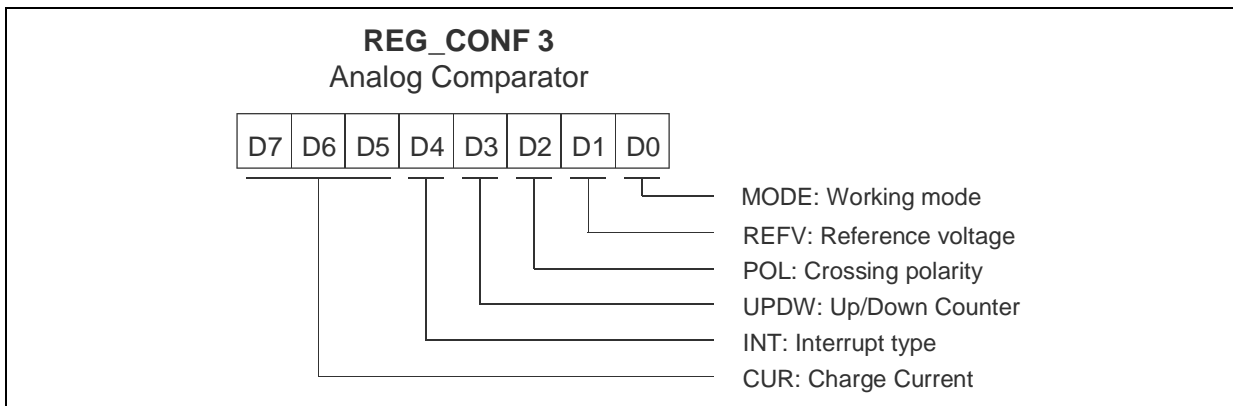 REG_CONF 3
Analog Comparator
D7 D6 D5 D4 D3 D2 D1 D0
MODE: Working mode
REFV: Reference voltage
POL: Crossing polarity
UPDW: Up/Down Counter
INT: Interrupt type
CUR: Charge Current